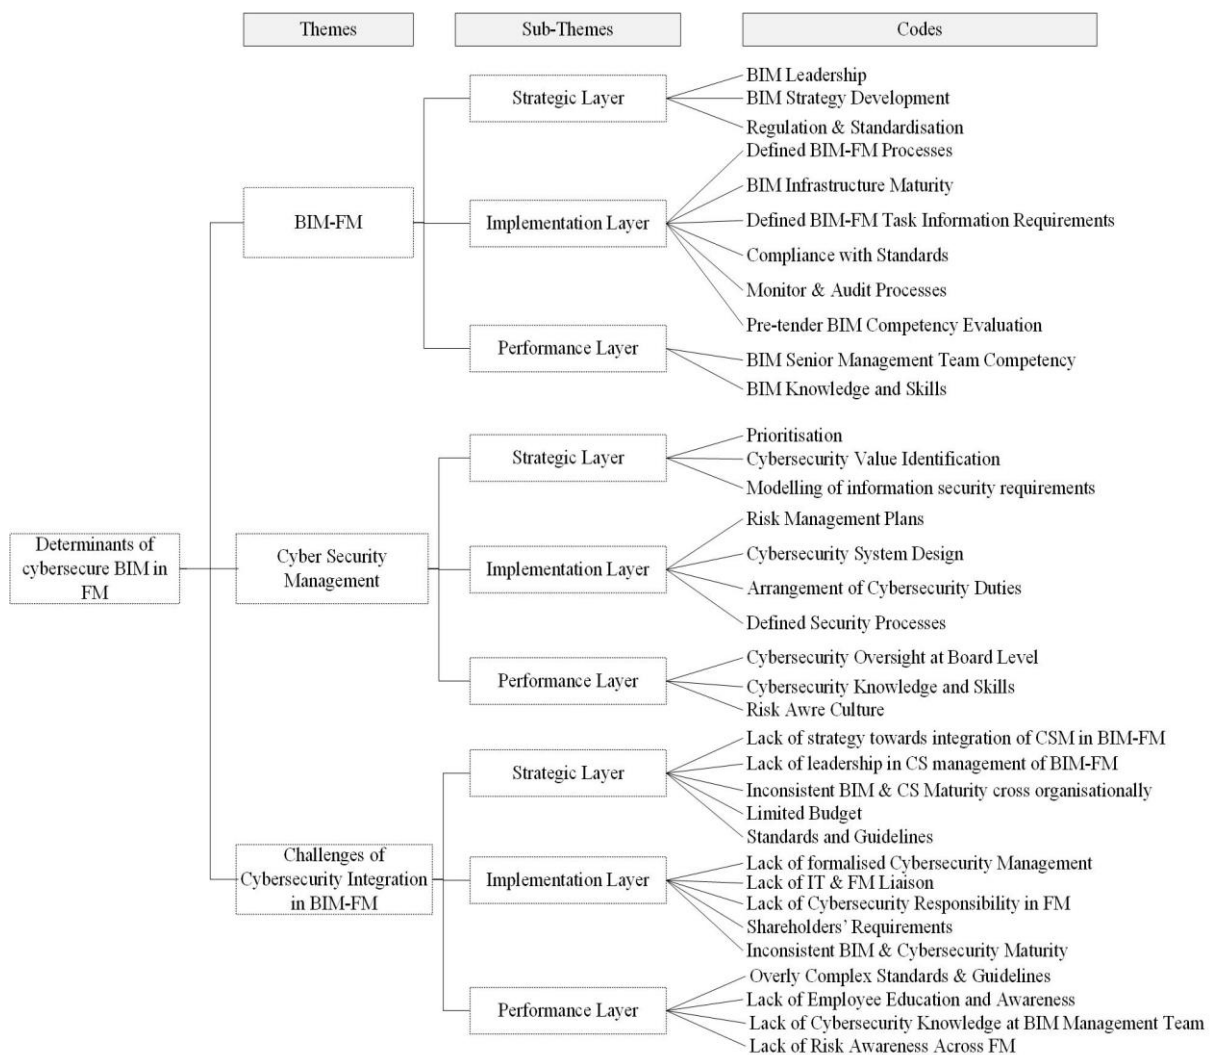 Themes
Sub-Themes
Codes
Determinants of
cybersecure BIM in
FM
BIM-FM
Strategic Layer
BIM Leadership
BIM Strategy Development
Regulation & Standardisation
Implementation Layer
Defined BIM-FM Processes
BIM Infrastructure Maturity
Defined BIM-FM Task Information Requirements
Compliance with Standards
Monitor & Audit Processes
Pre-tender BIM Competency Evaluation
Performance Layer
BIM Senior Management Team Competency
BIM Knowledge and Skills
Cyber Security
Management
Strategic Layer
Prioritisation
Cybersecurity Value Identification
Modelling of information security requirements
Implementation Layer
Risk Management Plans
Cybersecurity System Design
Arrangement of Cybersecurity Duties
Defined Security Processes
Performance Layer
Cybersecurity Oversight at Board Level
Cybersecurity Knowledge and Skills
Risk Awre Culture
Challenges of
Cybersecurity Integration
in BIM-FM
Strategic Layer
Lack of strategy towards integration of CSM in BIM-FM
Lack of leadership in CS management of BIM-FM
Inconsistent BIM & CS Maturity cross organisationally
Limited Budget
Standards and Guidelines
Implementation Layer
Lack of formalised Cybersecurity Management
Lack of IT & FM Liaison
Lack of Cybersecurity Responsibility in FM
Shareholders’ Requirements
Inconsistent BIM & Cybersecurity Maturity
Performance Layer
Overly Complex Standards & Guidelines
Lack of Employee Education and Awareness
Lack of Cybersecurity Knowledge at BIM Management Team
Lack of Risk Awareness Across FM